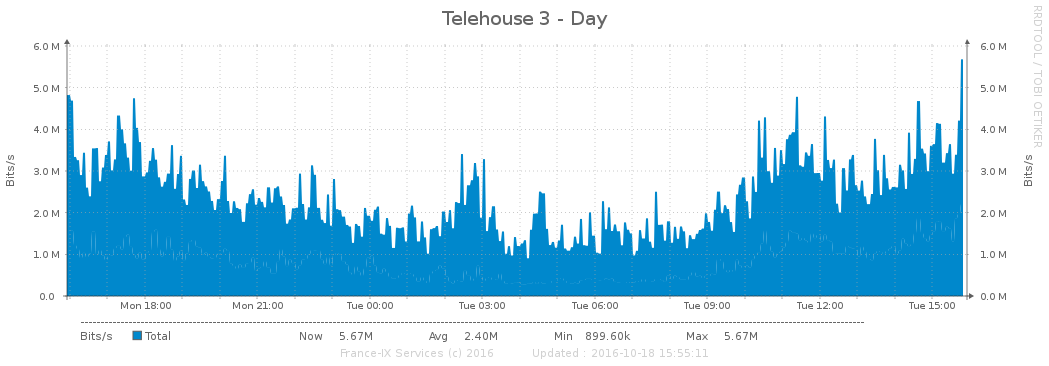 Telehouse 3 - Day
RRDTOOL / TOBI OETIKER
6.0 M 6.0 M
5.0 M 5.0 M
4.0 M 4.0 M
3.0 M 3.0 M
2.0 M 2.0 M
1.0 M 1.0 M
0.0 0.0 M
Bits/s Bits/s
Mon 18:00 Mon 21:00 Tue 00:00 Tue 03:00 Tue 06:00 Tue 09:00 Tue 12:00 Tue 15:00
Bits/s Total Now 5.67M Avg 2.40M Min 899.60k Max 5.67M
France-IX Services (c) 2016 Updated : 2016-10-18 15:55:11